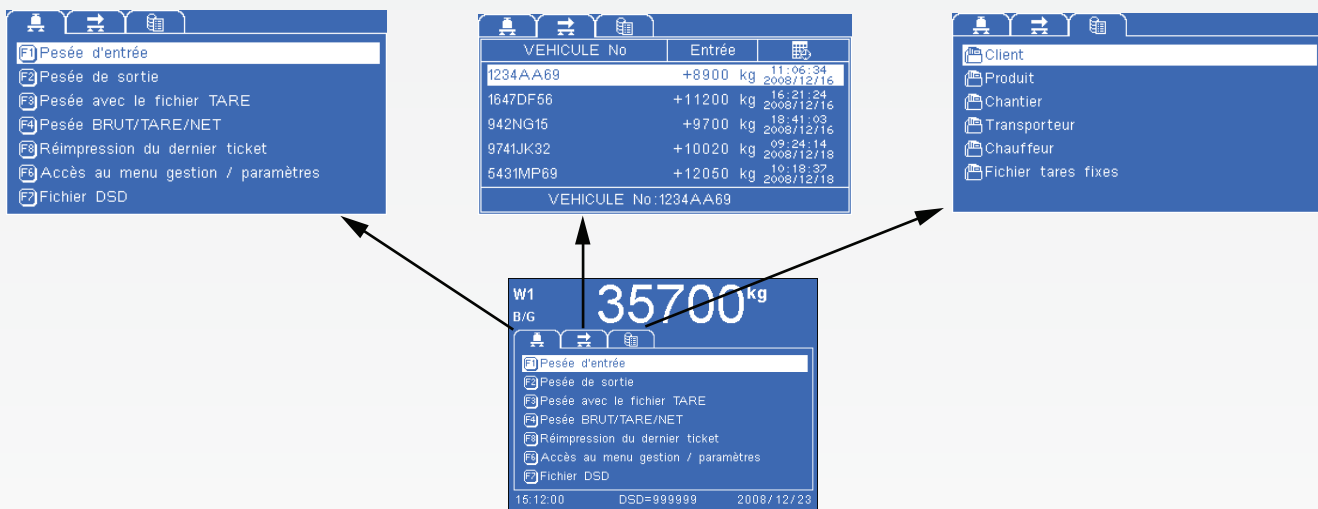 F1 Pesée d'entrée
F2 Pesée de sortie
F3 Pesée avec le fichier TARE
F4 Pesée BRUT/TARE/NET
F8 Réimpression du dernier ticket
F6 Accès au menu gestion / paramètres
F7 Fichier DSD
VEHICULE No Entrée
1234AA69 +8900 kg 11:06:34 2008/12/16
1647DF56 +11200 kg 16:21:24 2008/12/16
942NG15 +9700 kg 18:41:03 2008/12/16
9741JK32 +10020 kg 09:24:14 2008/12/18
5431MP69 +12050 kg 10:18:37 2008/12/18
VEHICULE No:1234AA69
Client
Produit
Chantier
Transporteur
Chauffeur
Fichier tares fixes
W1 35700 kg
B/G
F1 Pesée d'entrée
F2 Pesée de sortie
F3 Pesée avec le fichier TARE
F4 Pesée BRUT/TARE/NET
F8 Réimpression du dernier ticket
F6 Accès au menu gestion / paramètres
F7 Fichier DSD
15:12:00 DSD=999999 2008/12/23